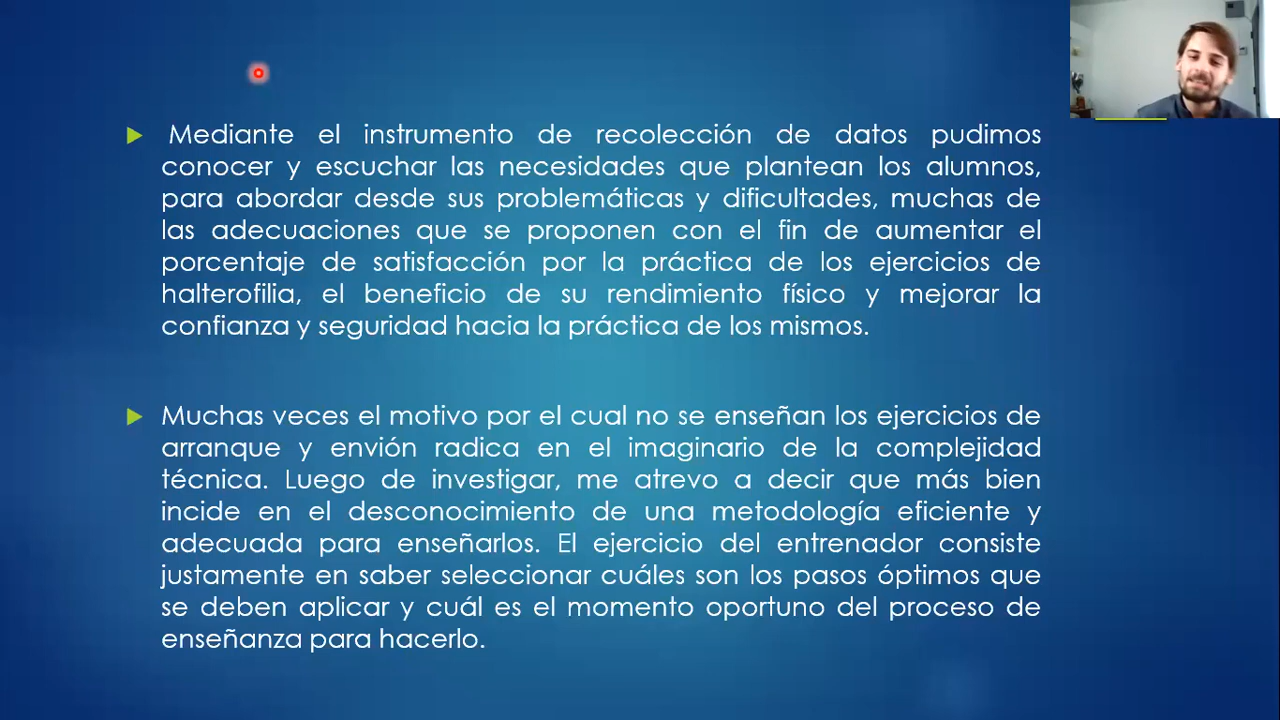 Mediante el instrumento de recolección de datos pudimos
conocer y escuchar las necesidades que plantean los alumnos,
para abordar desde sus problemáticas y dificultades, muchas de
las adecuaciones que se proponen con el fin de aumentar el
porcentaje de satisfacción por la práctica de los ejercicios de
halterofilia, el beneficio de su rendimiento físico y mejorar la
confianza y seguridad hacia la práctica de los mismos.
Muchas veces el motivo por el cual no se enseñan los ejercicios de
arranque y envión radica en el imaginario de la complejidad
técnica. Luego de investigar, me atrevo a decir que más bien
incide en el desconocimiento de una metodología eficiente y
adecuada para enseñarlos. El ejercicio del entrenador consiste
justamente en saber seleccionar cuáles son los pasos óptimos que
se deben aplicar y cuál es el momento oportuno del proceso de
enseñanza para hacerlo.